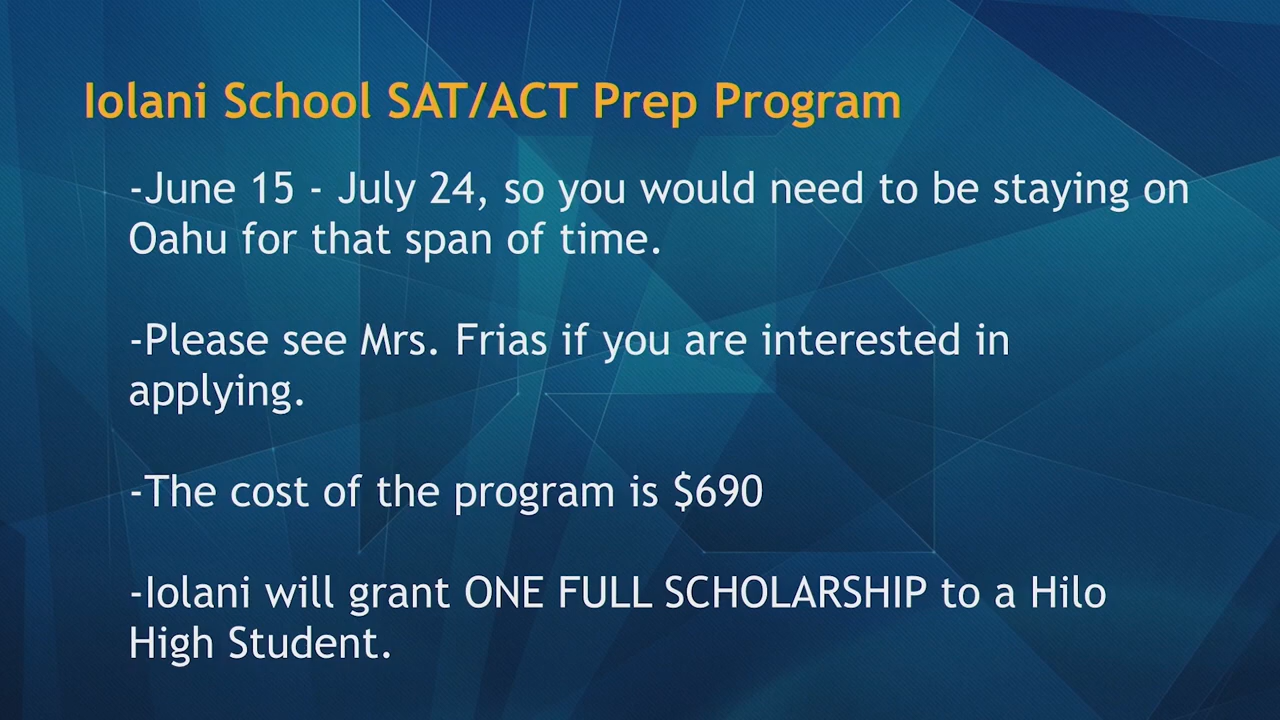 Iolani School SAT/ACT Prep Program
-June 15 - July 24, so you would need to be staying on
Oahu for that span of time.
-Please see Mrs. Frias if you are interested in
applying.
-The cost of the program is $690
-Iolani will grant ONE FULL SCHOLARSHIP to a Hilo
High Student.